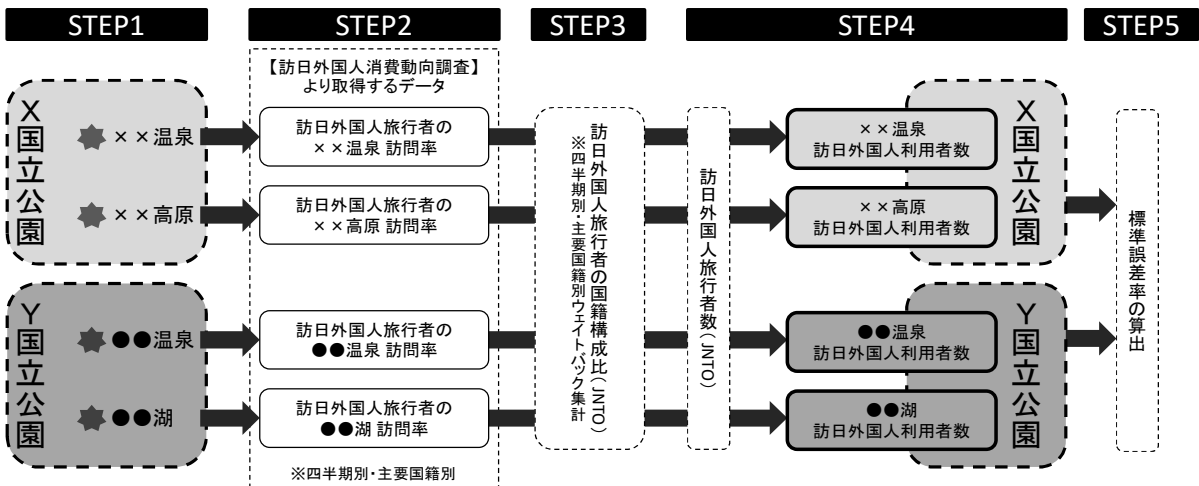 STEP1
STEP2
STEP3
STEP4
STEP5
X国立公園
××温泉
××高原
Y国立公園
●●温泉
●●湖
【訪日外国人消費動向調査】
より取得するデータ
訪日外国人旅行者の
××温泉 訪問率
訪日外国人旅行者の
××高原 訪問率
訪日外国人旅行者の
●●温泉 訪問率
訪日外国人旅行者の
●●湖 訪問率
※四半期別・主要国籍別
訪日外国人旅行者の国籍構成比(JNTO)
※四半期別・主要国籍別ウェイトバック集計
訪日外国人旅行者数(JNTO)
××温泉
訪日外国人利用者数
××高原
訪日外国人利用者数
X国立公園
●●温泉
訪日外国人利用者数
●●湖
訪日外国人利用者数
Y国立公園
標準誤差率の算出